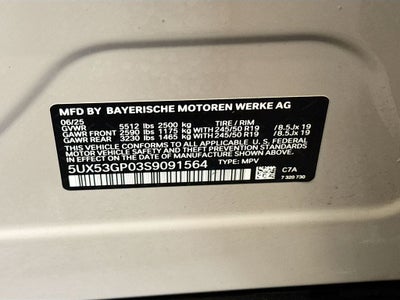 MFD BY BAYERISCHE MOTOREN WERKE AG
06/25 TIRE / RIM
GVWR 5512 lbs 2500 kg
GAWR FRONT 2590 lbs 1175 kg WITH 245/50 R19 / 8.5Jx 19
GAWR REAR 3230 lbs 1465 kg WITH 245/50 R19 / 8.5Jx 19
THIS VEHICLE CONFORMS TO ALL APPLICABLE U.S. FEDERAL
MOTOR VEHICLE SAFETY AND THEFT PREVENTION STANDARDS
IN EFFECT ON THE DATE OF MANUFACTURE SHOWN ABOVE.
5UX53GP03S9091564 TYPE: MPV
C7A
7 320 730